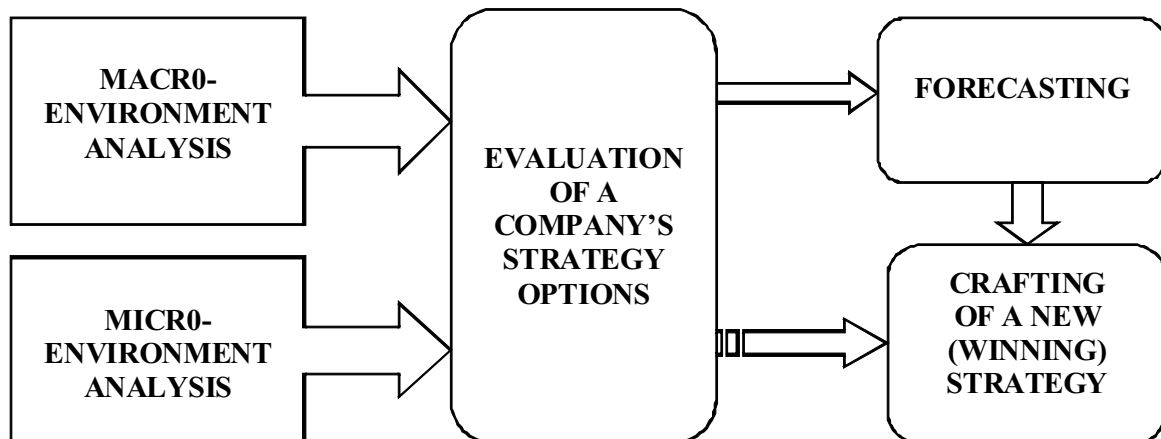 MACR0-
ENVIRONMENT
ANALYSIS
MICR0-
ENVIRONMENT
ANALYSIS
EVALUATION
OF A
COMPANY’S
STRATEGY
OPTIONS
FORECASTING
CRAFTING
OF A NEW
(WINNING)
STRATEGY